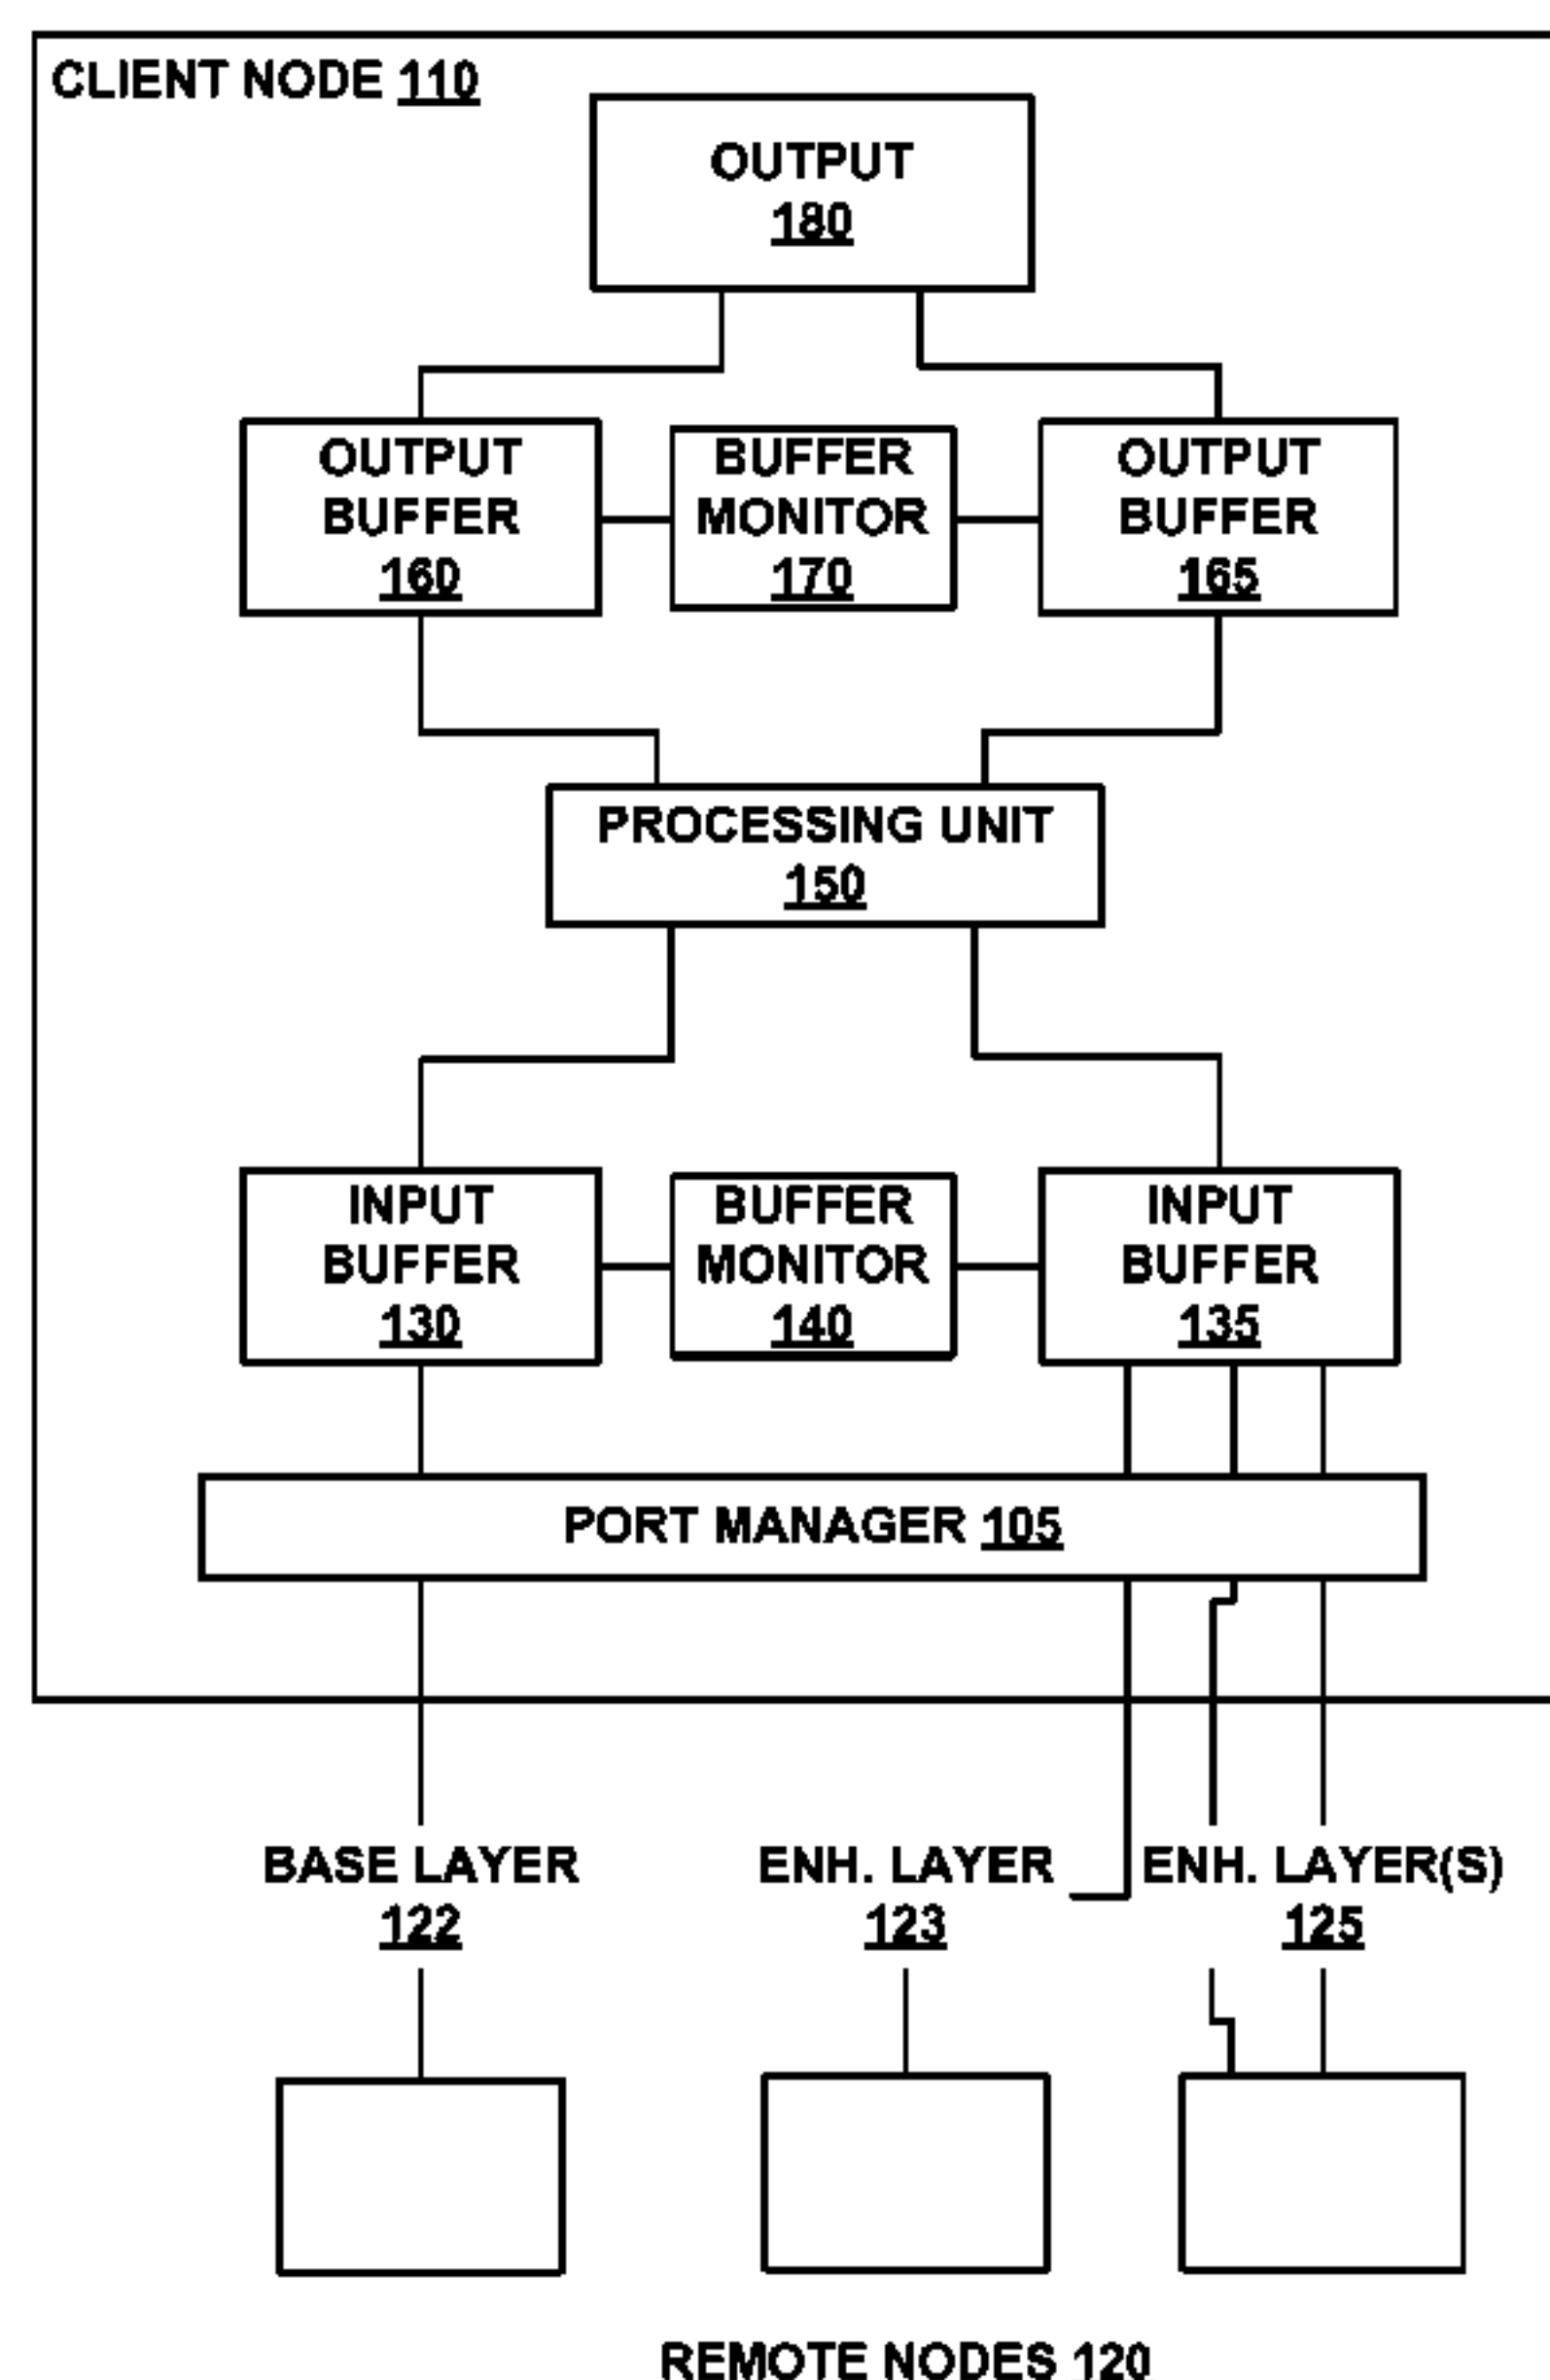 CLIENT NODE 110
OUTPUT
180
OUTPUT
BUFFER
160
BUFFER
MONITOR
170
OUTPUT
BUFFER
165
PROCESSING UNIT
150
INPUT
BUFFER
130
BUFFER
MONITOR
140
INPUT
BUFFER
135
PORT MANAGER 105
BASE LAYER
122
ENH. LAYER
123
ENH. LAYER(S)
125
REMOTE NODES 120